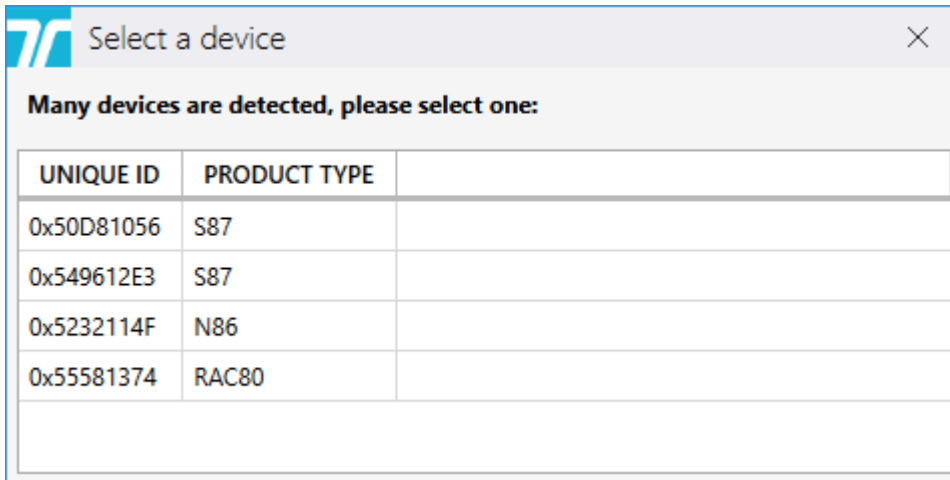 Select a device
Many devices are detected, please select one:
UNIQUE ID PRODUCT TYPE
0x50D81056 S87
0x549612E3 S87
0x5232114F N86
0x55581374 RAC80